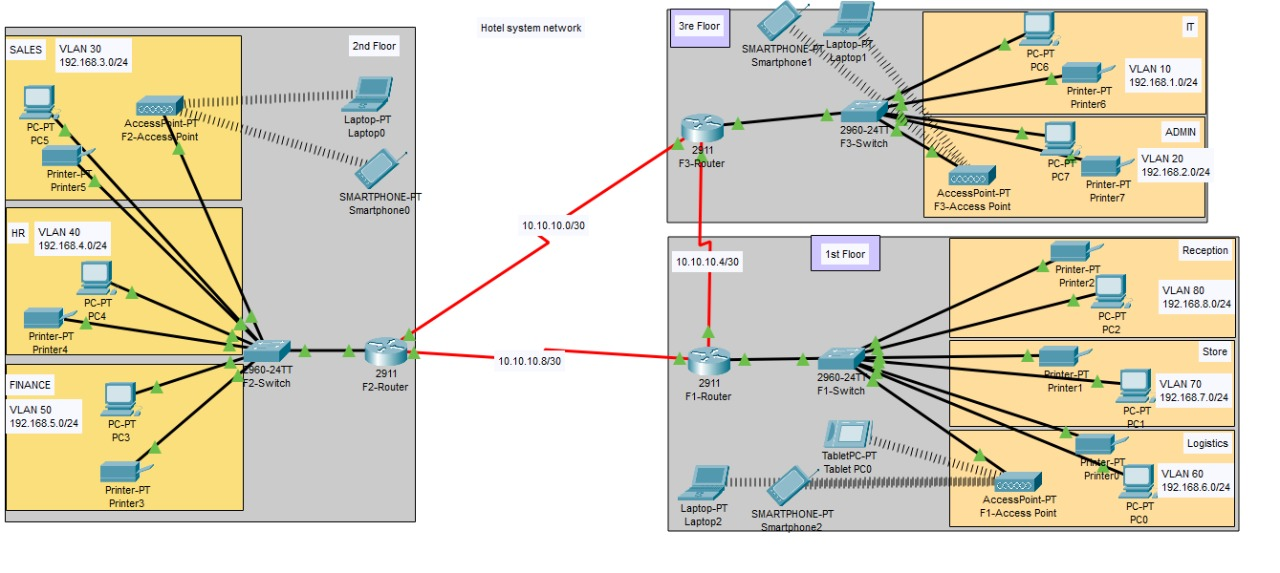 Hotel system network
2nd Floor
SALES
VLAN 30
192.168.3.0/24
PC-PT
PC5
Printer-PT
Printer5
AccessPoint-PT
F2-Access Point
Laptop-PT
Laptop0
SMARTPHONE-PT
Smartphone0
HR
VLAN 40
192.168.4.0/24
PC-PT
PC4
Printer-PT
Printer4
2960-24TT
F2-Switch
2911
F2-Router
FINANCE
VLAN 50
192.168.5.0/24
PC-PT
PC3
Printer-PT
Printer3
10.10.10.0/30
10.10.10.4/30
10.10.10.8/30
3re Floor
SMARTPHONE-PT
Smartphone1
Laptop-PT
Laptop1
2911
F3-Router
2960-24TT
F3-Switch
IT
PC-PT
PC6
Printer-PT
Printer6
VLAN 10
192.168.1.0/24
ADMIN
PC-PT
PC7
Printer-PT
Printer7
VLAN 20
192.168.2.0/24
AccessPoint-PT
F3-Access Point
1st Floor
2911
F1-Router
2960-24TT
F1-Switch
Reception
Printer-PT
Printer2
PC-PT
PC2
VLAN 80
192.168.8.0/24
Store
Printer-PT
Printer1
PC-PT
PC1
VLAN 70
192.168.7.0/24
Logistics
Printer-PT
Printer0
PC-PT
PC0
VLAN 60
192.168.6.0/24
AccessPoint-PT
F1-Access Point
TabletPC-PT
Tablet PC0
Laptop-PT
Laptop2
SMARTPHONE-PT
Smartphone2